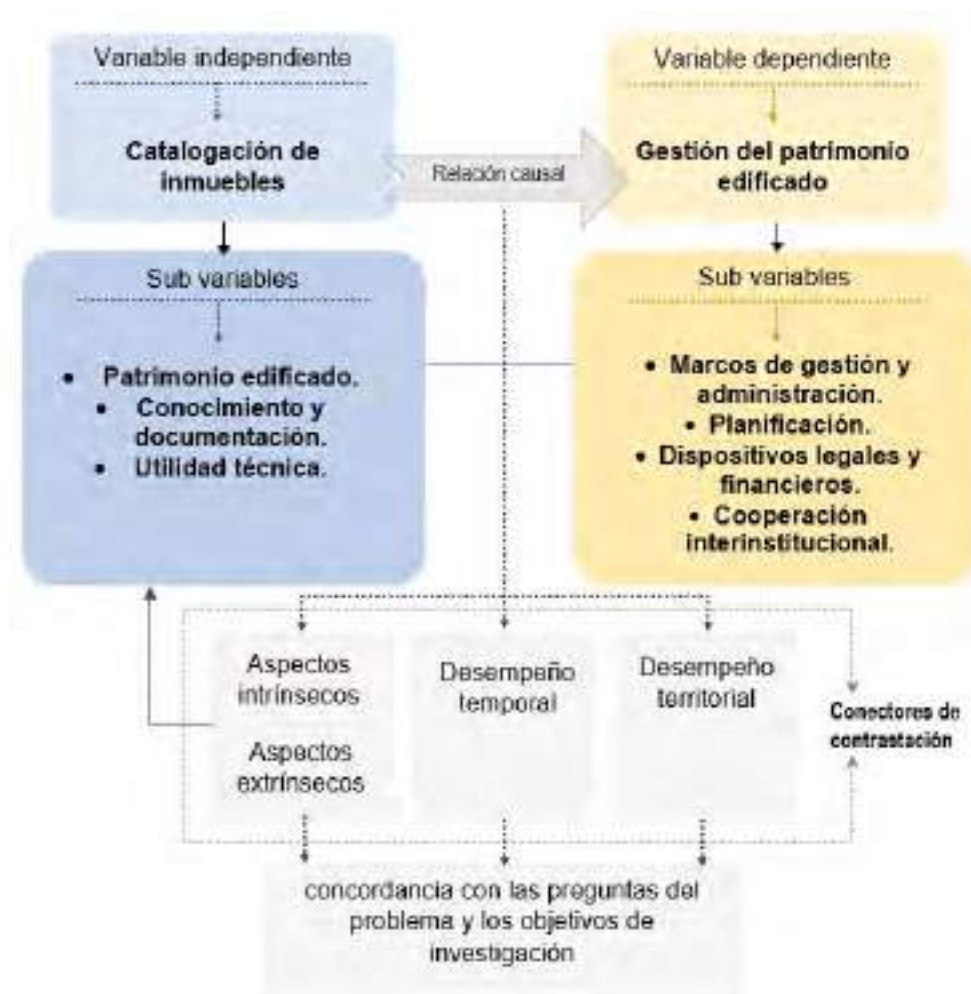 Variable independiente
Catalogación de
inmuebles
Relación causal
Variable dependiente
Gestión del patrimonio
edificado
Sub variables
• Patrimonio edificado.
• Conocimiento y
documentación.
• Utilidad técnica.
Sub variables
• Marcos de gestión y
administración.
• Planificación.
• Dispositivos legales y
financieros.
• Cooperación
interinstitucional.
Aspectos
intrínsecos
Aspectos
extrínsecos
Desempeño
temporal
Desempeño
territorial
Conectores de
contrastación
concordancia con las preguntas del
problema y los objetivos de
investigación